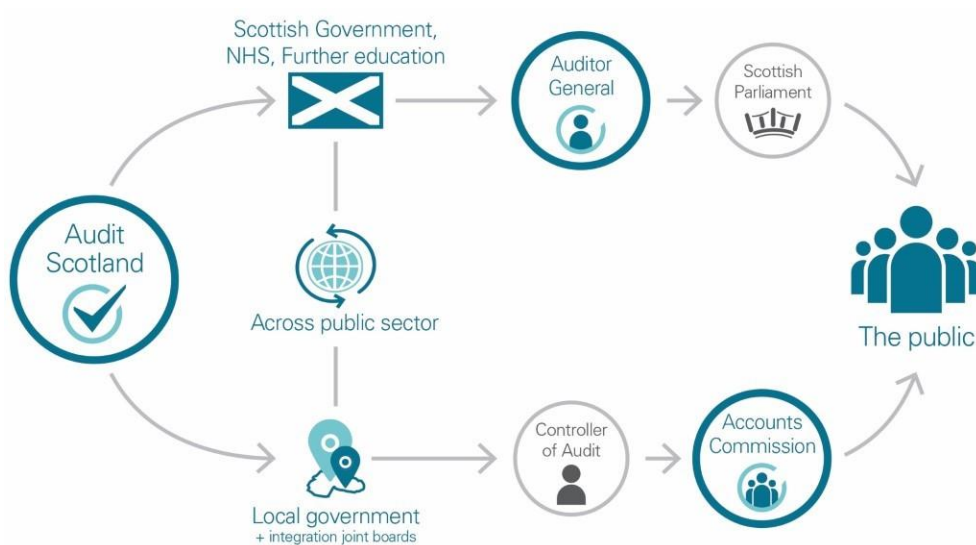 Scottish Government,
NHS, Further education
Auditor
General
Scottish
Parliament
Audit
Scotland
Across public sector
The public
Local government
+ integration joint boards
Controller
of Audit
Accounts
Commission